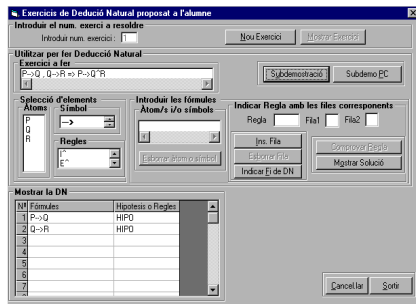 Exercicis de Deducció Natural proposat a l'alumne
Introduir el num. exercici a resoldre
Introduir num. exercici: 1
Nou Exercici
Mostrar Exercici
Utilitzar per fer Deducció Natural
Exercici a fer
P-->Q , Q-->R => P-->Q^R
Subdemostració
Subdemo PC
Selecció d'elements
Àtoms
P
Q
R
Símbol
-->
Regles
I^
E^
Introduir les fórmules
Àtom/s i/o símbols
Esborrar àtom o símbol
Indicar Regla amb les files corresponents
Regla
Fila1
Fila2
Ins. Fila
Esborrar Fila
Indicar Fi de DN
Comprovar Regla
Mostrar Solució
Mostrar la DN
Nº Fórmules Hipotesis o Regles
1 P-->Q HIPO
2 Q-->R HIPO
3
4
5
6
7
Cancel.lar
Sortir